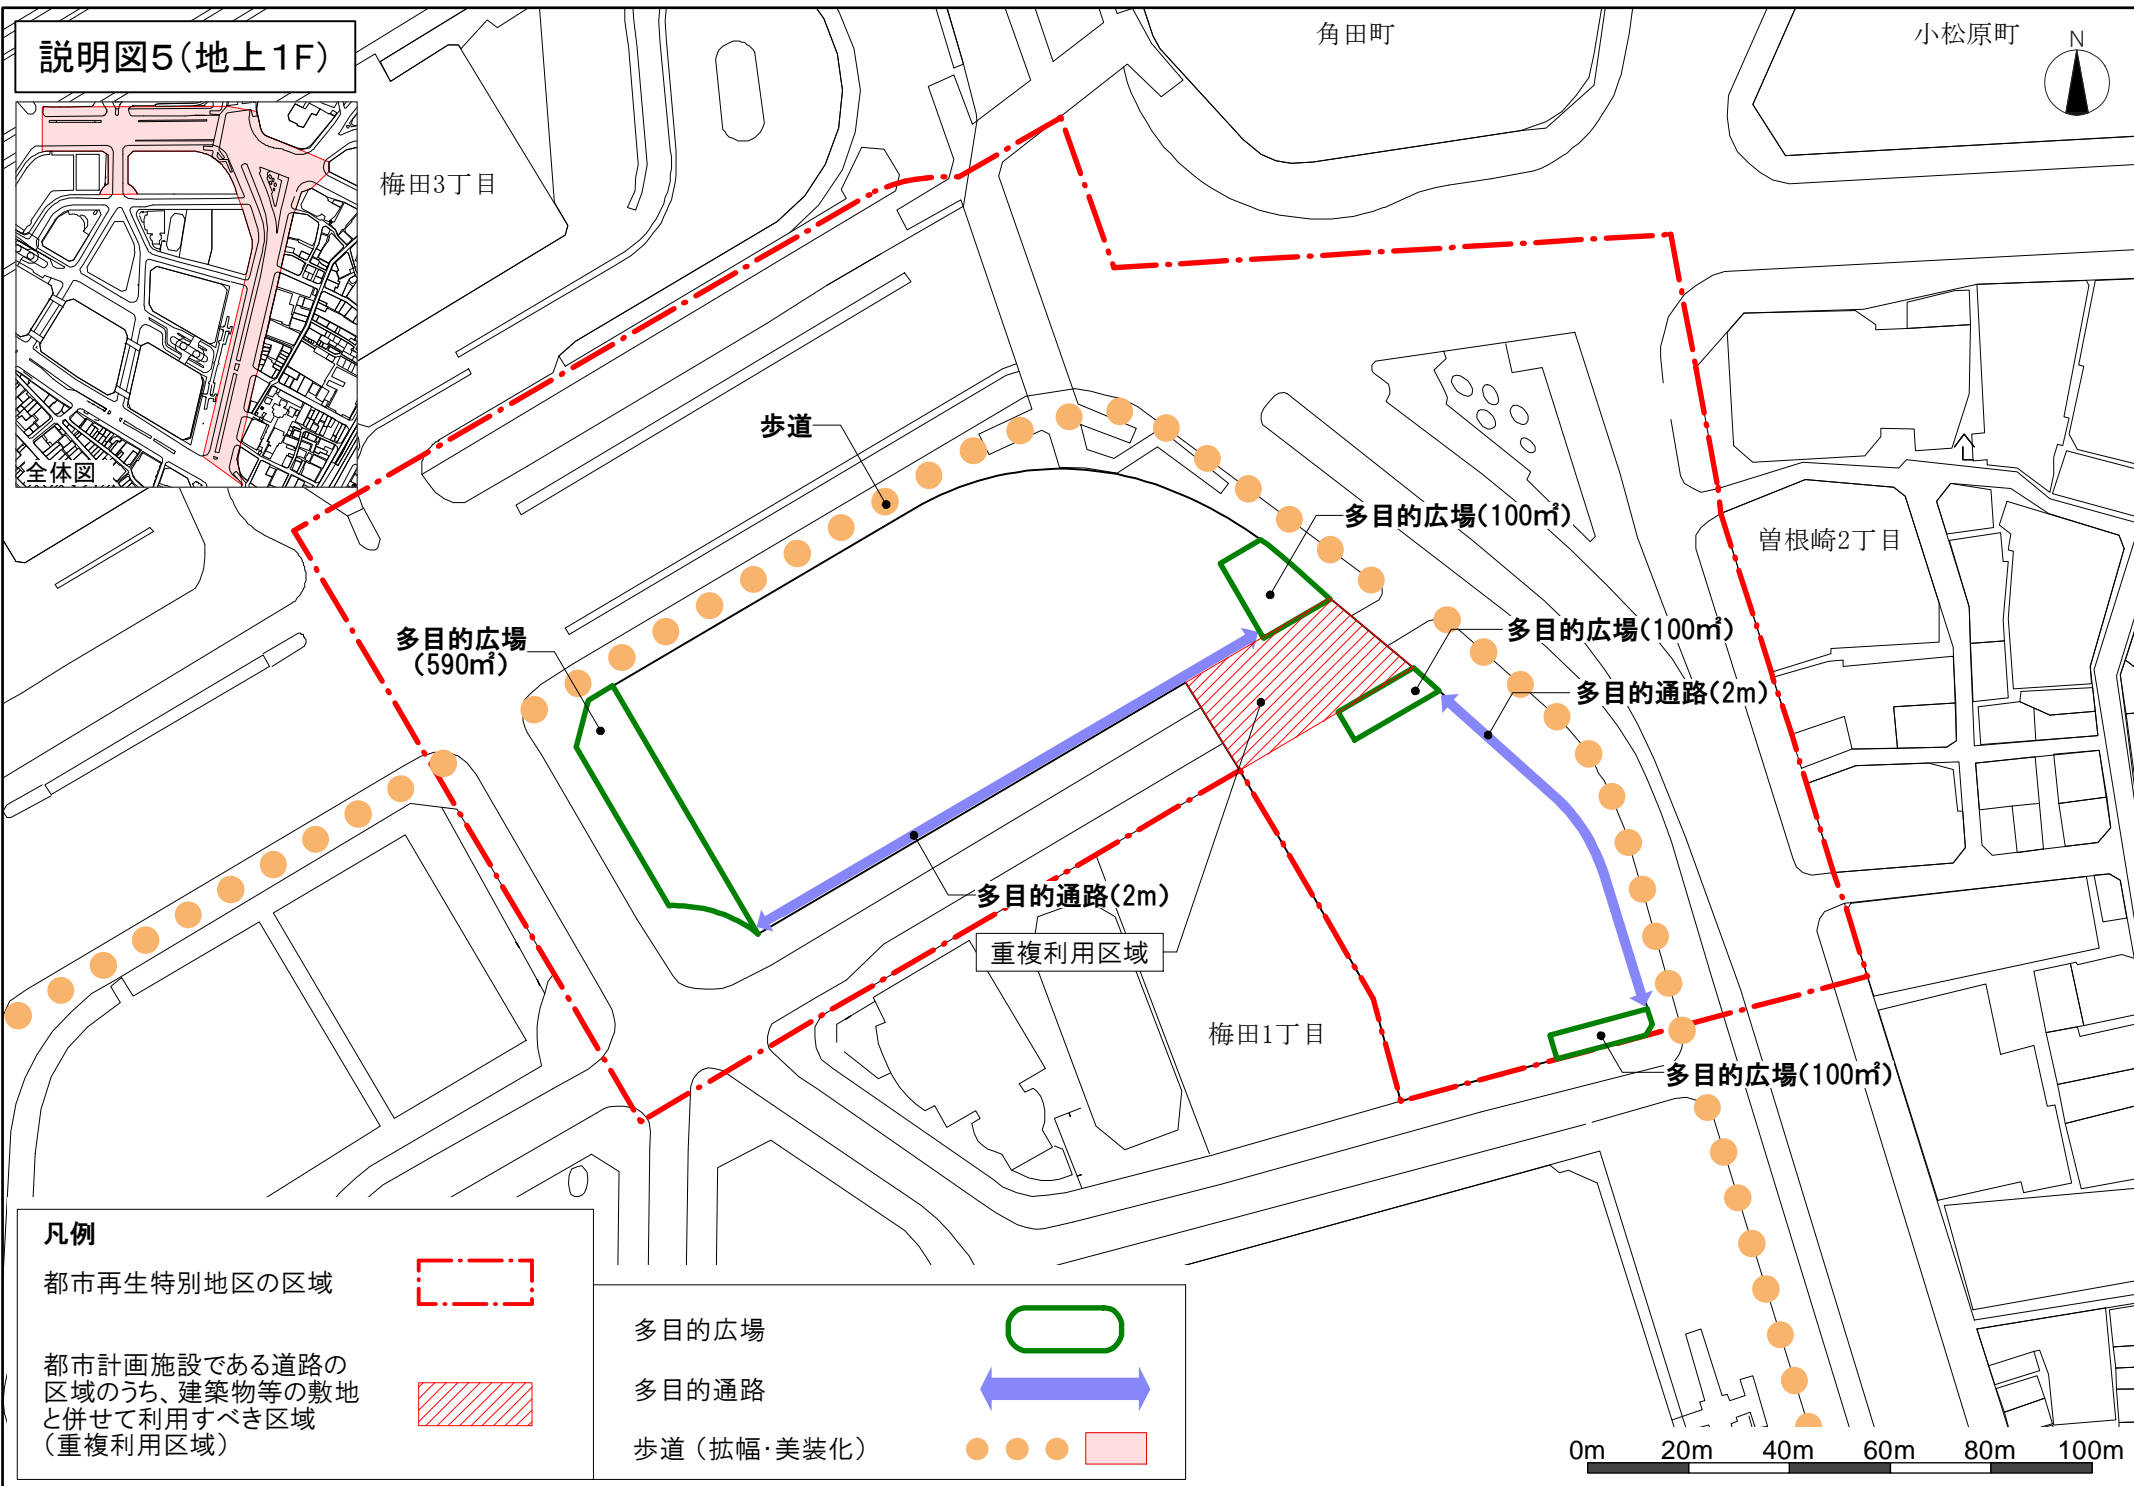 説明図5(地上1F)
全体図
梅田3丁目
角田町
小松原町
N
歩道
多目的広場(100㎡)
曽根崎2丁目
多目的広場
(590㎡)
多目的広場(100㎡)
多目的通路(2m)
多目的通路(2m)
重複利用区域
梅田1丁目
多目的広場(100㎡)
凡例
都市再生特別地区の区域
都市計画施設である道路の
区域のうち、建築物等の敷地
と併せて利用すべき区域
(重複利用区域)
多目的広場
多目的通路
歩道(拡幅・美装化)
0m 20m 40m 60m 80m 100m